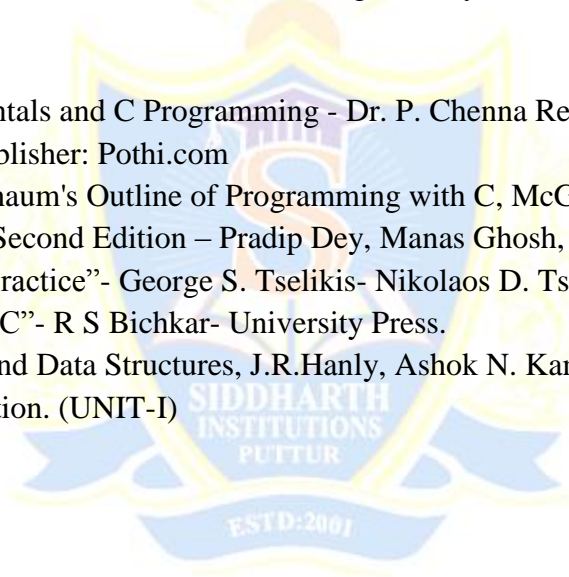 ntals and C Programming - Dr. P. Chenna Re
blisher: Pothi.com
naum's Outline of Programming with C, McG
Second Edition – Pradip Dey, Manas Ghosh,
ractice”- George S. Tselikis- Nikolaos D. Ts
C”- R S Bichkar- University Press.
nd Data Structures, J.R.Hanly, Ashok N. Kar
tion. (UNIT-I)
SIDDHARTH
INSTITUTIONS
PUTTUR
ESTD:2001